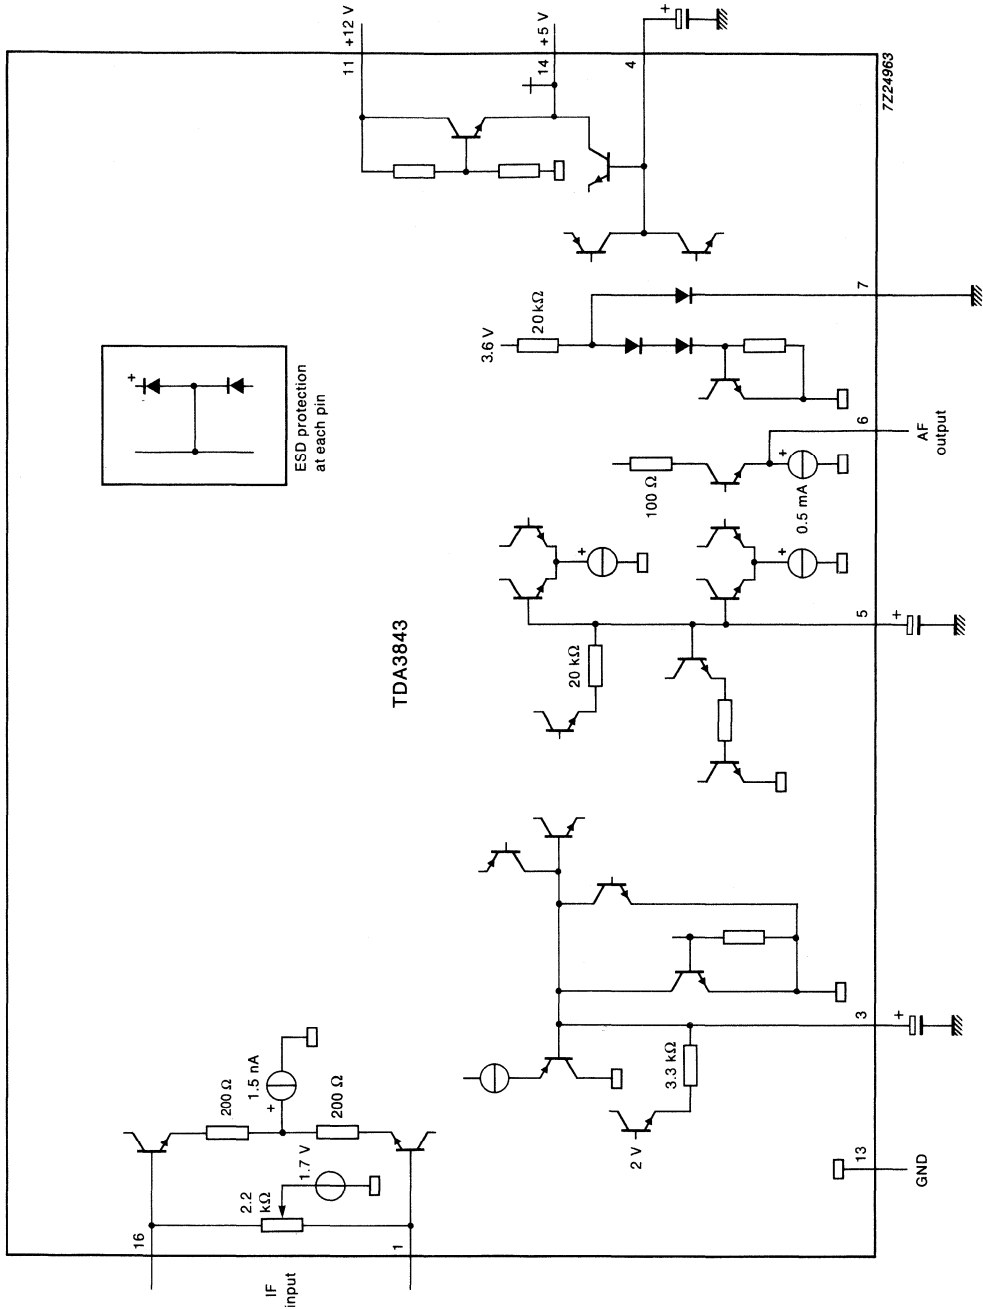 IF
input
16
1
2.2
kΩ
1.7 V
200 Ω
1.5 nA
+
200 Ω
13
GND
2 V
3.3 kΩ
3
+
TDA3843
20 kΩ
5
+
+
+
0.5 mA
+
100 Ω
6
AF
output
3.6 V
20 kΩ
7
ESD protection
at each pin
+
11
+12 V
14
+5 V
4
+
7Z24963